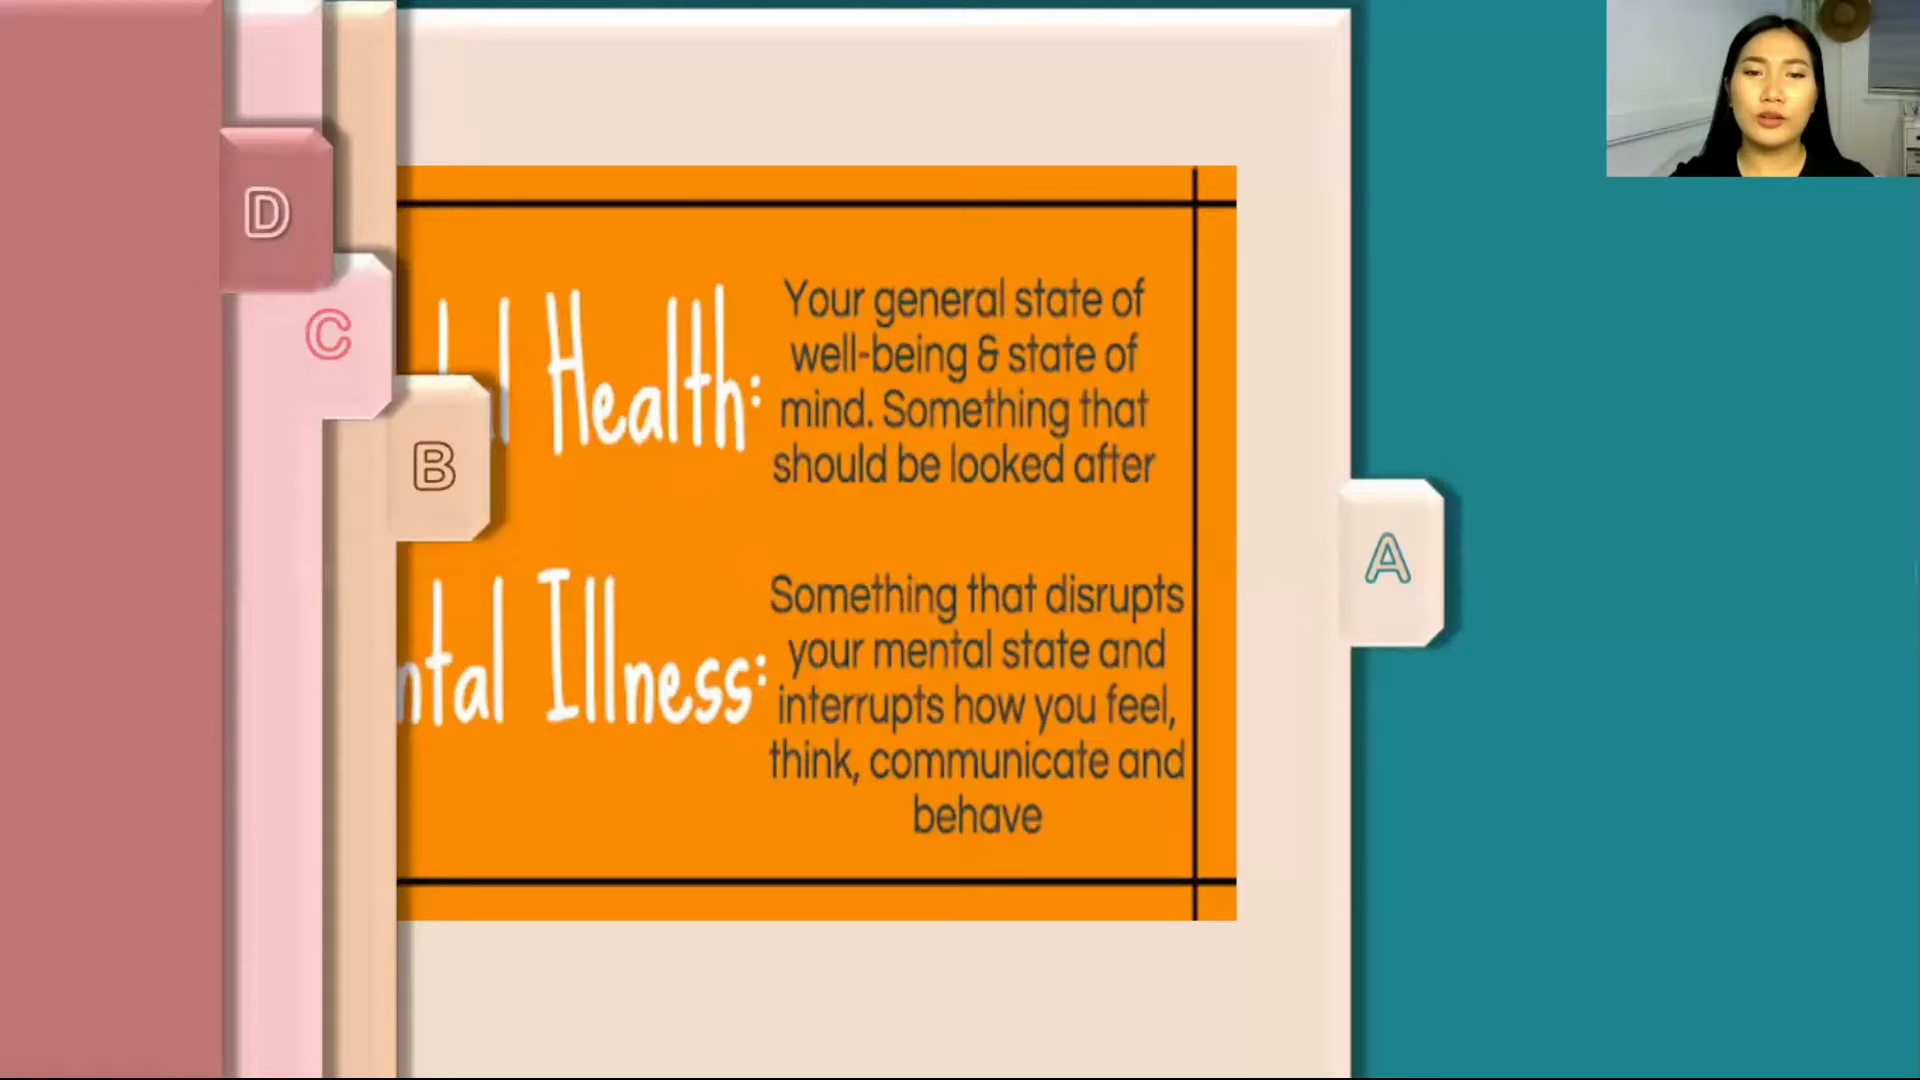 D
C
B
A
Health:
Your general state of
well-being & state of
mind. Something that
should be looked after
ntal Illness:
Something that disrupts
your mental state and
interrupts how you feel,
think, communicate and
behave